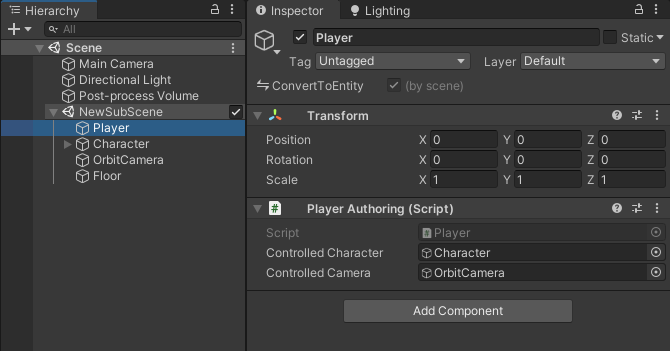 Hierarchy
All
Scene
Main Camera
Directional Light
Post-process Volume
NewSubScene
Player
Character
OrbitCamera
Floor
Inspector Lighting
Player Static
Tag Untagged Layer Default
ConvertToEntity (by scene)
Transform
Position X 0 Y 0 Z 0
Rotation X 0 Y 0 Z 0
Scale X 1 Y 1 Z 1
# Player Authoring (Script)
Script # Player
Controlled Character Character
Controlled Camera OrbitCamera
Add Component